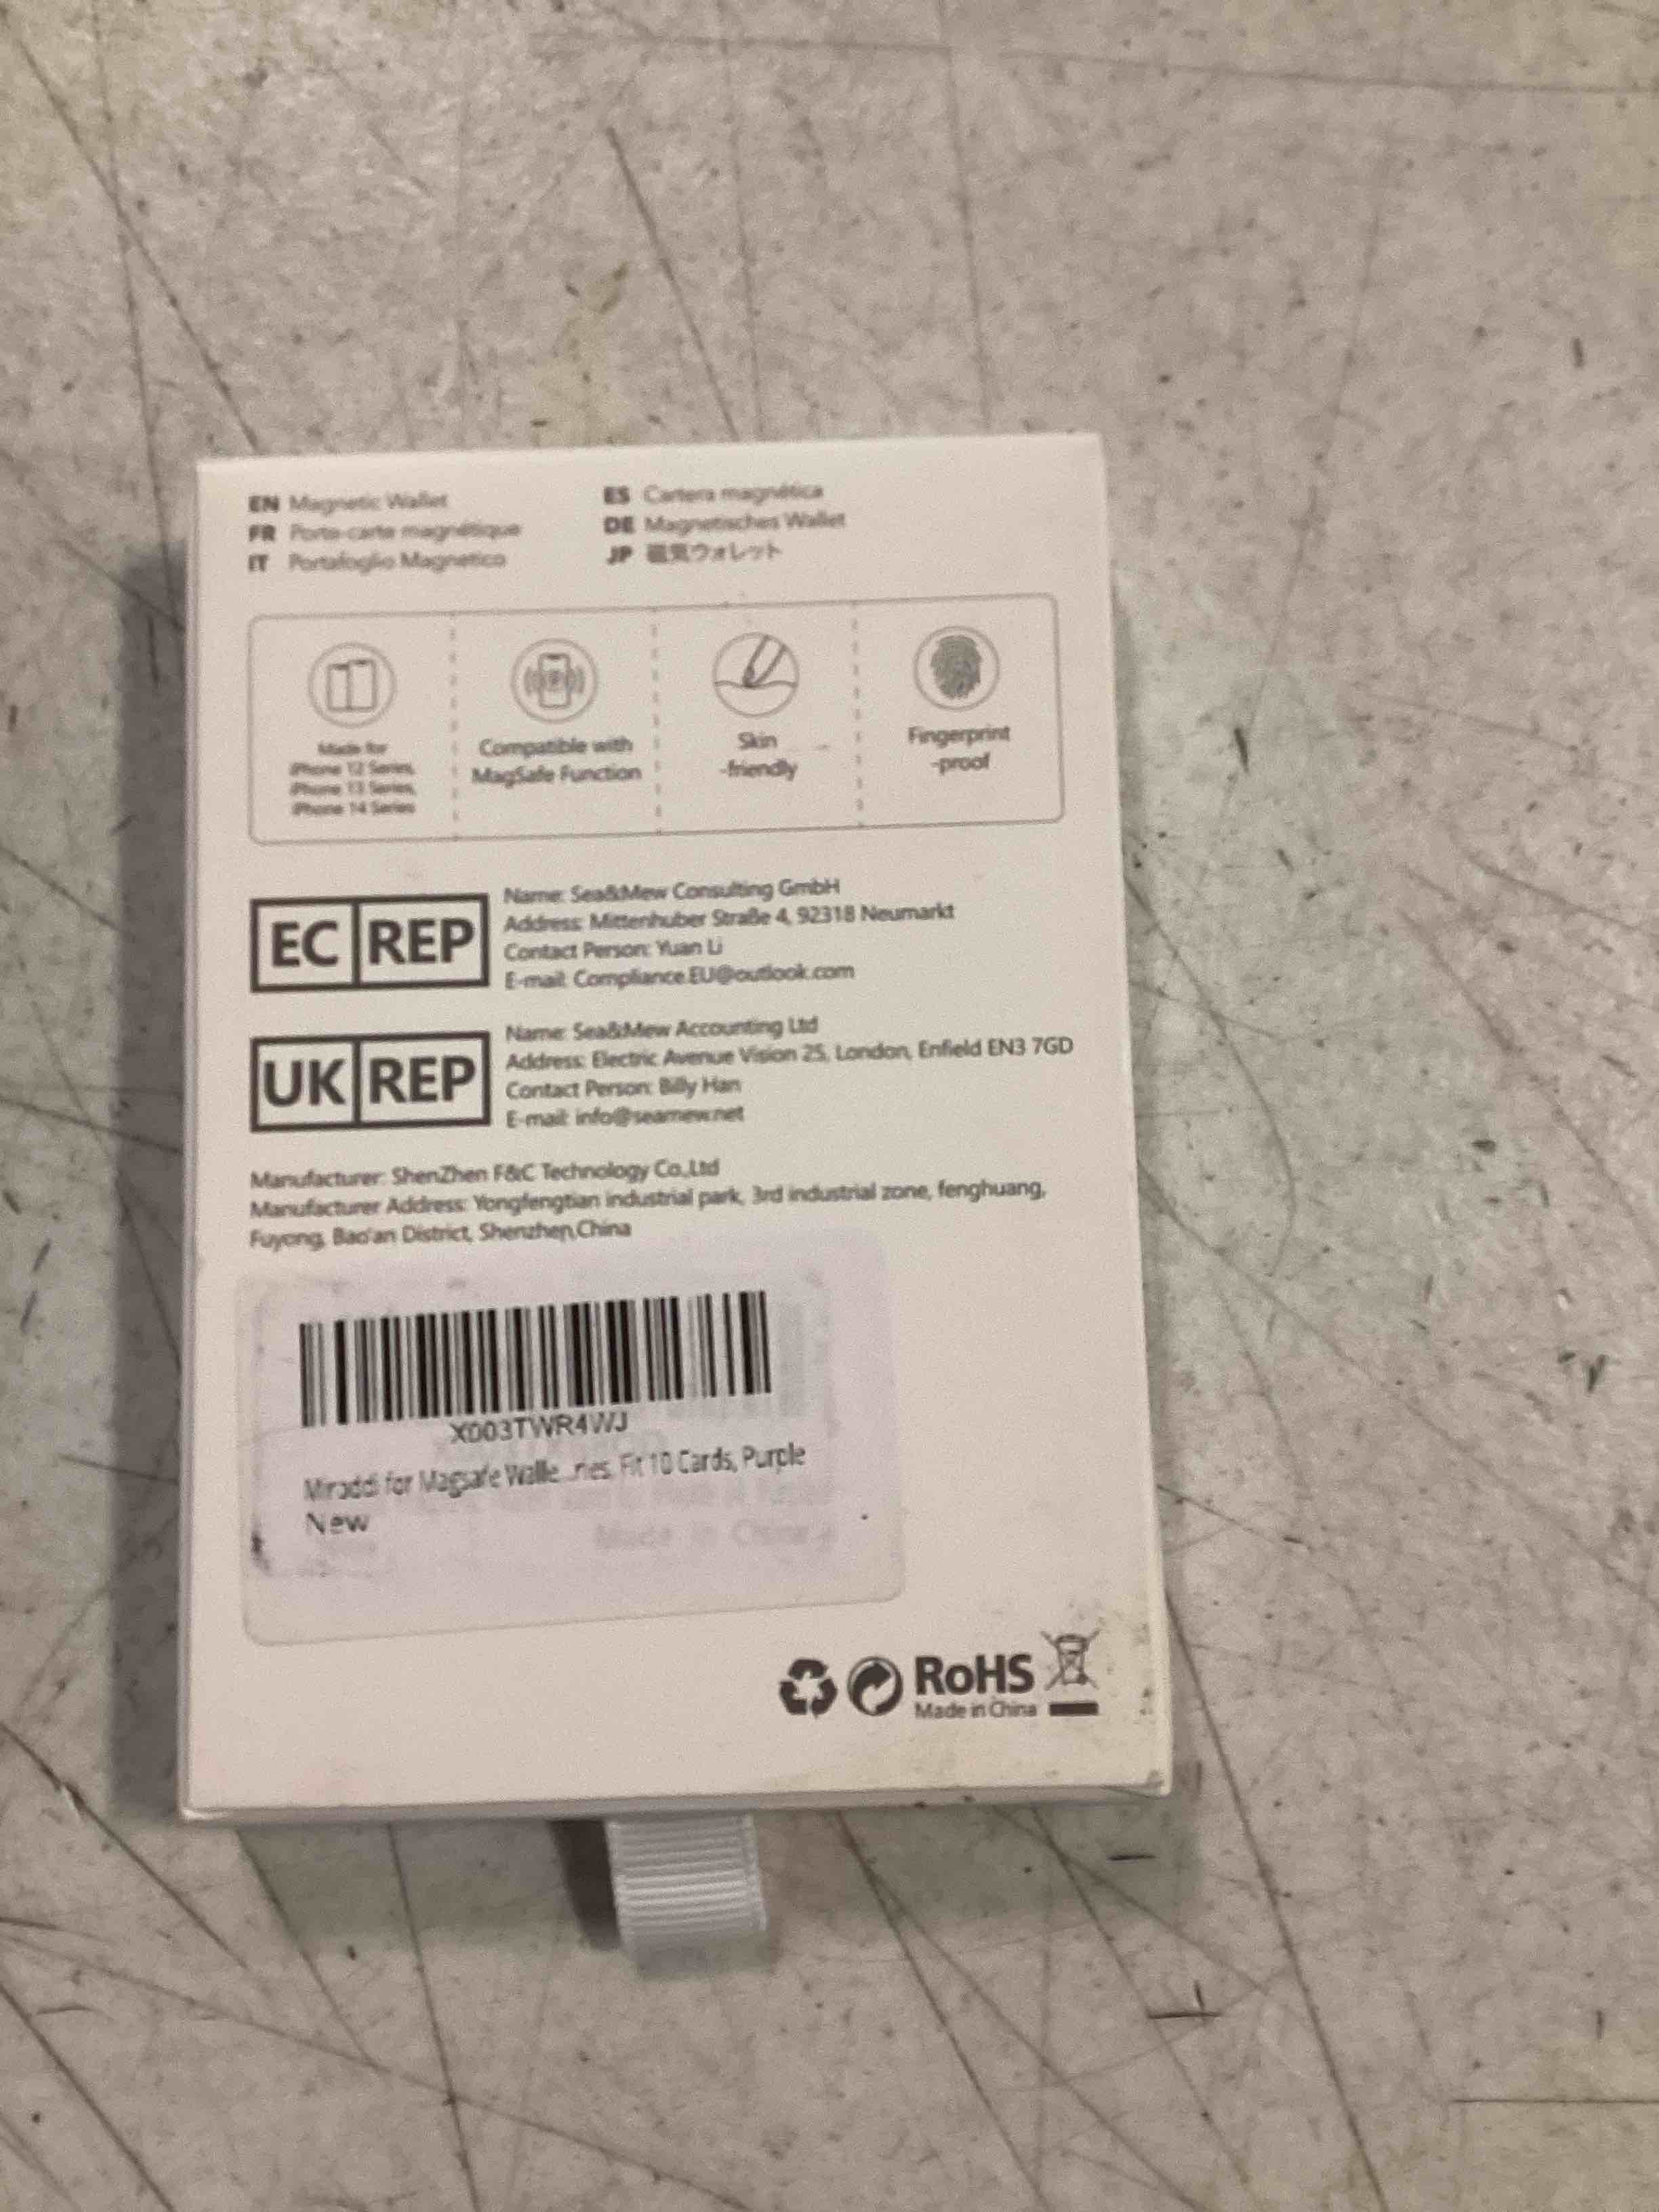 EN Magnetic Wallet
FR Porte-carte magnétique
IT Portafoglio Magnetico
ES Cartera magnética
DE Magnetisches Wallet
JP 磁気ウォレット
Made for
iPhone 12 Series,
iPhone 13 Series,
iPhone 14 Series
Compatible with
MagSafe Function
Skin
-friendly
Fingerprint
-proof
EC REP
Name: Sea&Mew Consulting GmbH
Address: Mittenhuber Straße 4, 92318 Neumarkt
Contact Person: Yuan Li
E-mail: Compliance.EU@outlook.com
UK REP
Name: Sea&Mew Accounting Ltd
Address: Electric Avenue Vision 25, London, Enfield EN3 7GD
Contact Person: Billy Han
E-mail: info@seamew.net
Manufacturer: ShenZhen F&C Technology Co.,Ltd
Manufacturer Address: Yongfengtian industrial park, 3rd industrial zone, fenghuang,
Fuyong, Bao'an District, Shenzhen,China
X003TWR4WJ
Miraddi for Magsafe Walle...ries, Fit 10 Cards, Purple
New
Made in China
RoHS
Made in China